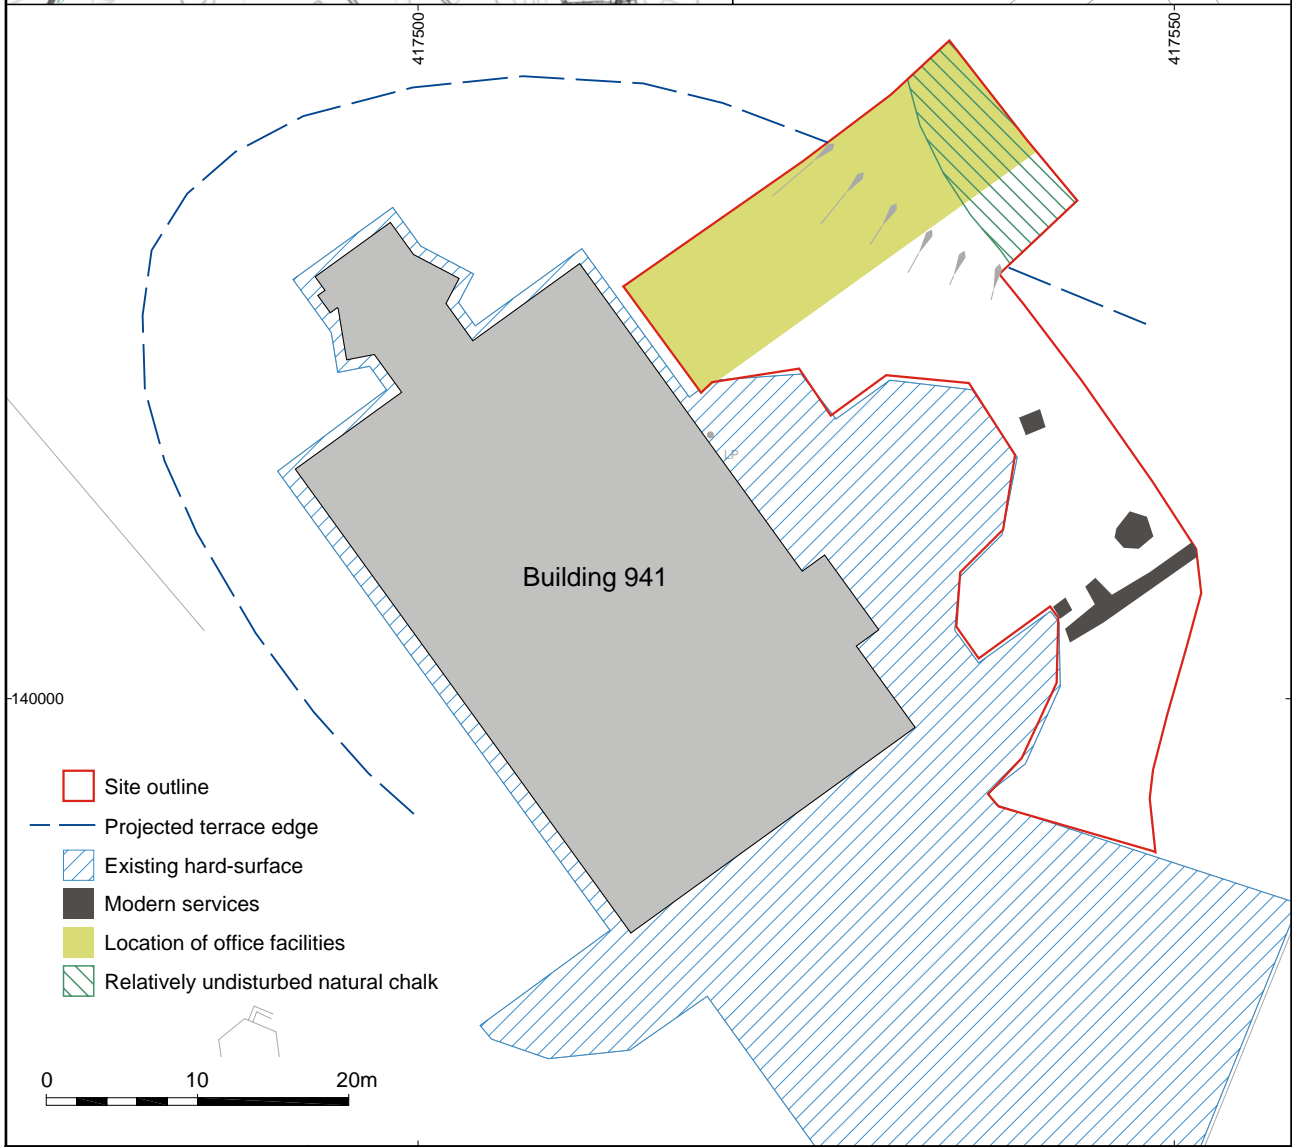 417500
417550
LP
Building 941
140000
Site outline
Projected terrace edge
Existing hard-surface
Modern services
Location of office facilities
Relatively undisturbed natural chalk
0 10 20m